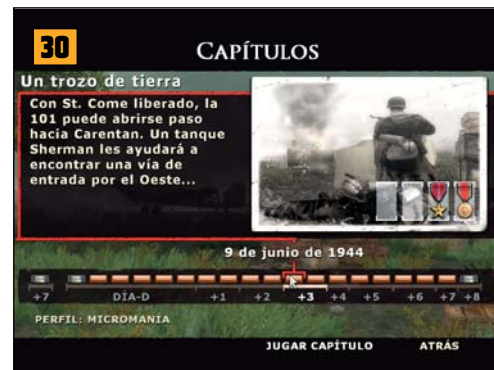 30
CAPÍTULOS
Un trozo de tierra
Con St. Come liberado, la
101 puede abrirse paso
hacia Carentan. Un tanque
Sherman les ayudará a
encontrar una vía de
entrada por el Oeste...
9 de junio de 1944
+7 DÍA-D +1 +2 +3 +4 +5 +6 +7 +8
PERFIL: MICROMANIA
JUGAR CAPÍTULO ATRÁS